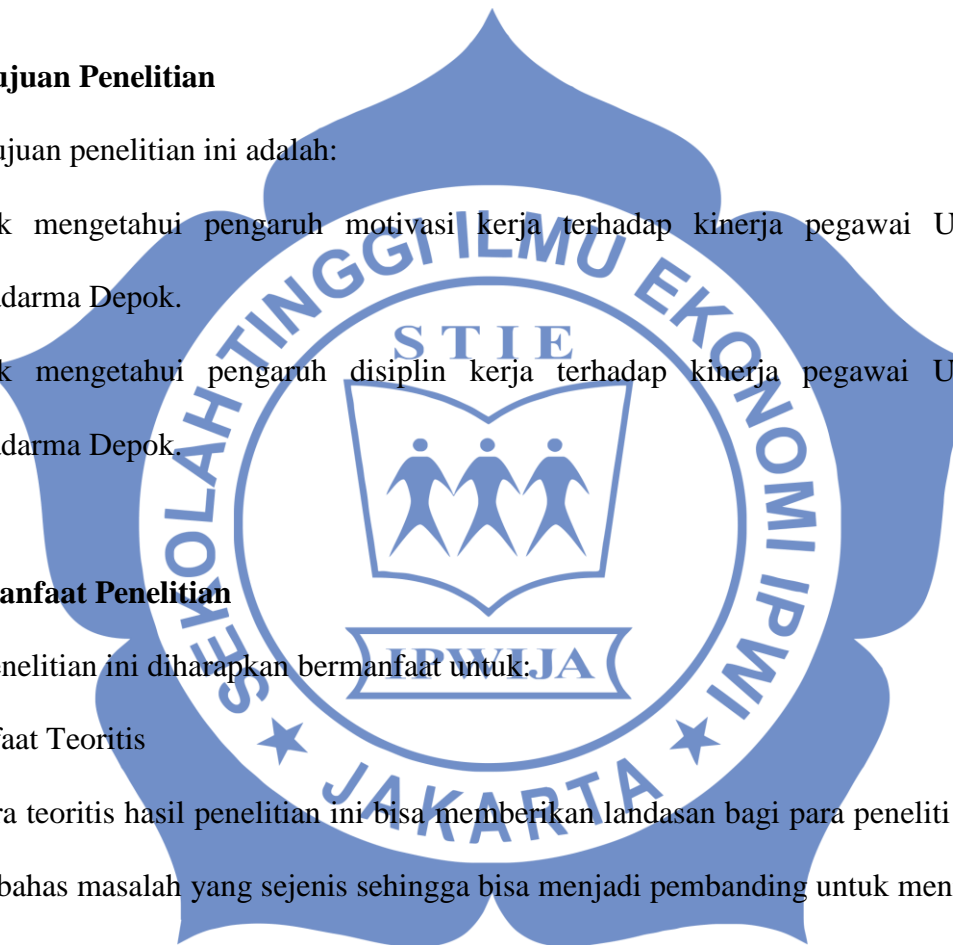 ujuan Penelitian
ujuan penelitian ini adalah:
k mengetahui pengaruh motivasi kerja terhadap kinerja pegawai U
adarma Depok.
k mengetahui pengaruh disiplin kerja terhadap kinerja pegawai U
adarma Depok.
anfaat Penelitian
enelitian ini diharapkan bermanfaat untuk:
faat Teoritis
ra teoritis hasil penelitian ini bisa memberikan landasan bagi para peneliti
bahas masalah yang sejenis sehingga bisa menjadi pembanding untuk men
SEKOLAH TINGGI ILMU EKONOMI IPWI
STIE
IPWIJA
★ JAKARTA ★